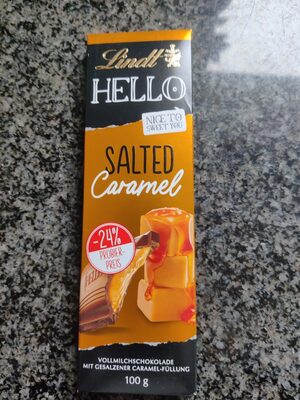 Lindt
HELLO
NICE TO
SWEET YOU
SALTED
Caramel
-24%
PROBIER-
PREIS
VOLLMILCHSCHOKOLADE
MIT GESALZENER CARAMEL-FÜLLUNG
100 g